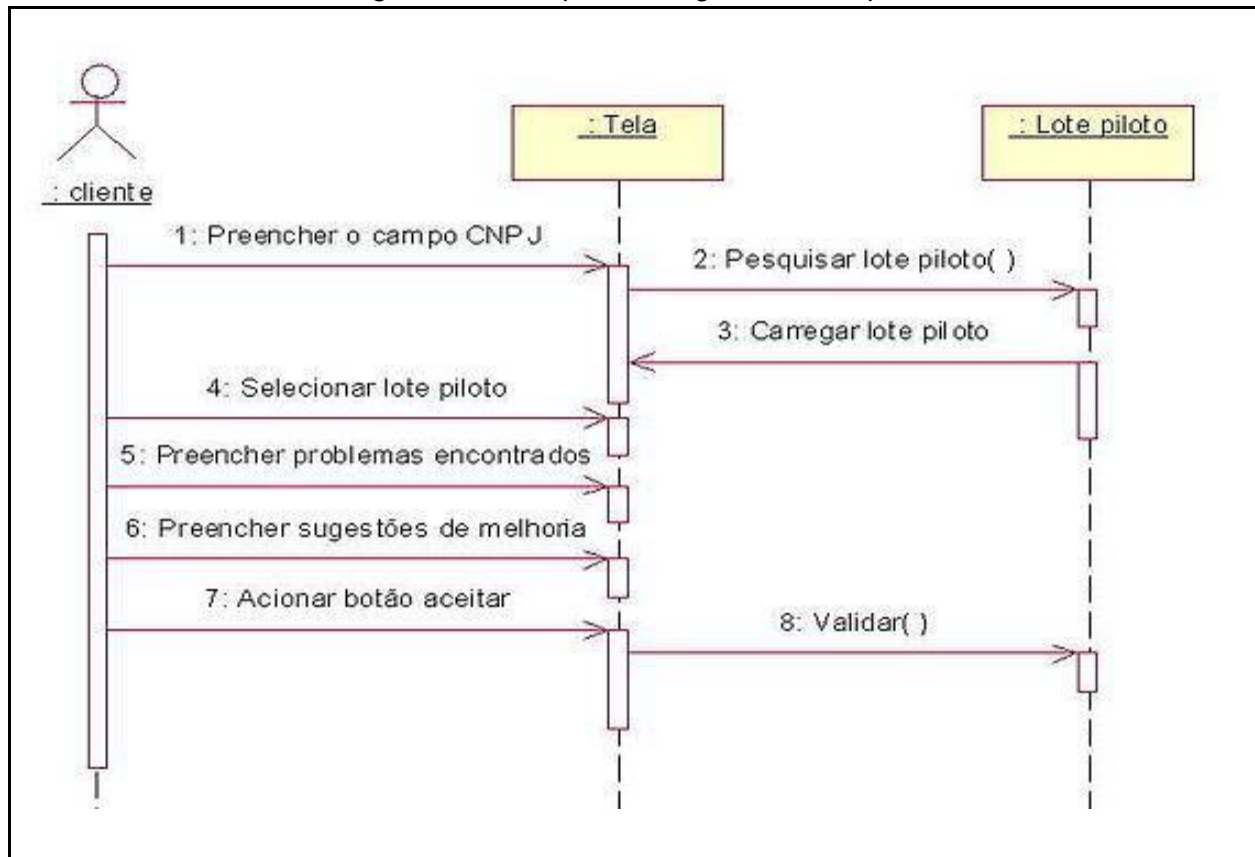 : Tela
: Lote piloto
: cliente
1: Preencher o campo CNPJ
2: Pesquisar lote piloto( )
3: Carregar lote piloto
4: Selecionar lote piloto
5: Preencher problemas encontrados
6: Preencher sugestões de melhoria
7: Acionar botão aceitar
8: Validar( )